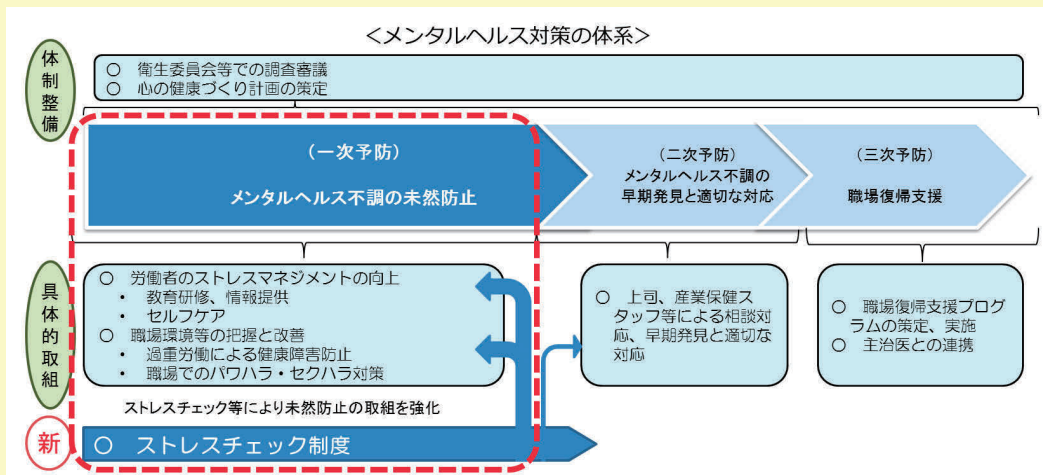 ＜メンタルヘルス対策の体系＞
体制整備
○ 衛生委員会等での調査審議
○ 心の健康づくり計画の策定
（一次予防）
メンタルヘルス不調の未然防止
（二次予防）
メンタルヘルス不調の
早期発見と適切な対応
（三次予防）
職場復帰支援
具体的取組
○ 労働者のストレスマネジメントの向上
・ 教育研修、情報提供
・ セルフケア
○ 職場環境等の把握と改善
・ 過重労働による健康障害防止
・ 職場でのパワハラ・セクハラ対策
○ 上司、産業保健ス
タッフ等による相談対
応、早期発見と適切な
対応
○ 職場復帰支援プログ
ラムの策定、実施
○ 主治医との連携
ストレスチェック等により未然防止の取組を強化
新
○ ストレスチェック制度